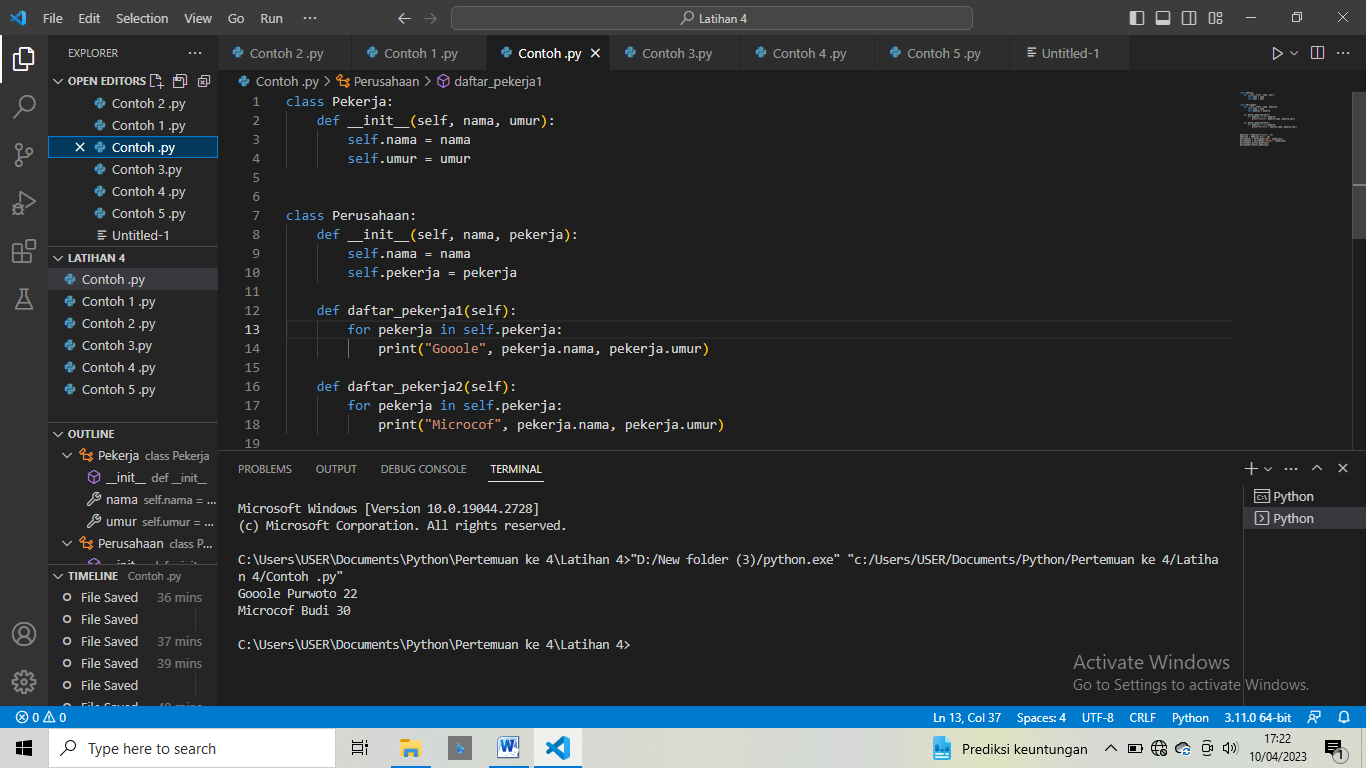 File Edit Selection View Go Run ··· Latihan 4
EXPLORER ···
OPEN EDITORS
Contoh 2 .py
Contoh 1 .py
Contoh .py
Contoh 3.py
Contoh 4 .py
Contoh 5 .py
Untitled-1
LATIHAN 4
Contoh .py
Contoh 1 .py
Contoh 2 .py
Contoh 3.py
Contoh 4 .py
Contoh 5 .py
OUTLINE
Pekerja class Pekerja
__init__ def __init__
nama self.nama = ...
umur self.umur = ...
Perusahaan class P...
TIMELINE Contoh .py
File Saved 36 mins
File Saved
File Saved 37 mins
File Saved 39 mins
File Saved
Contoh 2 .py Contoh 1 .py Contoh .py Contoh 3.py Contoh 4 .py Contoh 5 .py Untitled-1
Contoh .py > Perusahaan > daftar_pekerja1
1 class Pekerja:
2 def __init__(self, nama, umur):
3 self.nama = nama
4 self.umur = umur
5
6
7 class Perusahaan:
8 def __init__(self, nama, pekerja):
9 self.nama = nama
10 self.pekerja = pekerja
11
12 def daftar_pekerja1(self):
13 for pekerja in self.pekerja:
14 print("Gooole", pekerja.nama, pekerja.umur)
15
16 def daftar_pekerja2(self):
17 for pekerja in self.pekerja:
18 print("Microcof", pekerja.nama, pekerja.umur)
19
PROBLEMS OUTPUT DEBUG CONSOLE TERMINAL
Microsoft Windows [Version 10.0.19044.2728]
(c) Microsoft Corporation. All rights reserved.
C:\Users\USER\Documents\Python\Pertemuan ke 4\Latihan 4>"D:/New folder (3)/python.exe" "c:/Users/USER/Documents/Python/Pertemuan ke 4/Latiha
n 4/Contoh .py"
Gooole Purwoto 22
Microcof Budi 30
C:\Users\USER\Documents\Python\Pertemuan ke 4\Latihan 4>
Python
Python
Activate Windows
Go to Settings to activate Windows.
0 0 Ln 13, Col 37 Spaces: 4 UTF-8 CRLF Python 3.11.0 64-bit
Type here to search
Prediksi keuntungan
17:22
10/04/2023
1